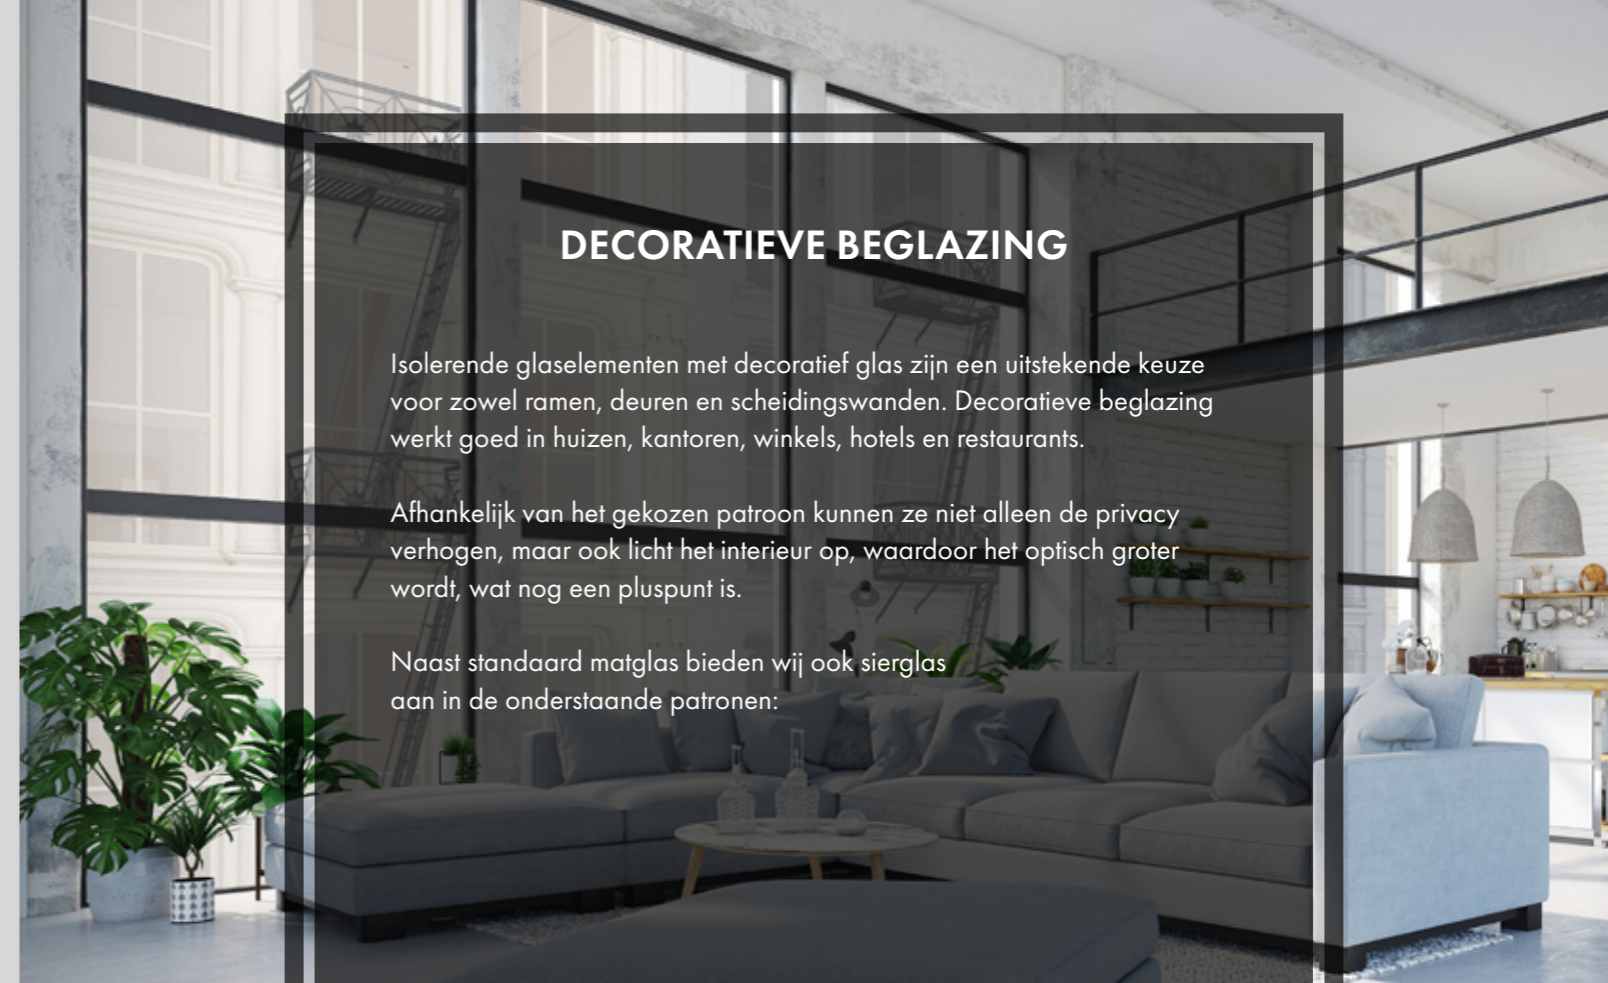 DECORATIEVE BEGLAZING
Isolerende glaselementen met decoratief glas zijn een uitstekende keuze
voor zowel ramen, deuren en scheidingswanden. Decoratieve beglazing
werkt goed in huizen, kantoren, winkels, hotels en restaurants.
Afhankelijk van het gekozen patroon kunnen ze niet alleen de privacy
verhogen, maar ook licht het interieur op, waardoor het optisch groter
wordt, wat nog een pluspunt is.
Naast standaard matglas bieden wij ook sierglas
aan in de onderstaande patronen: